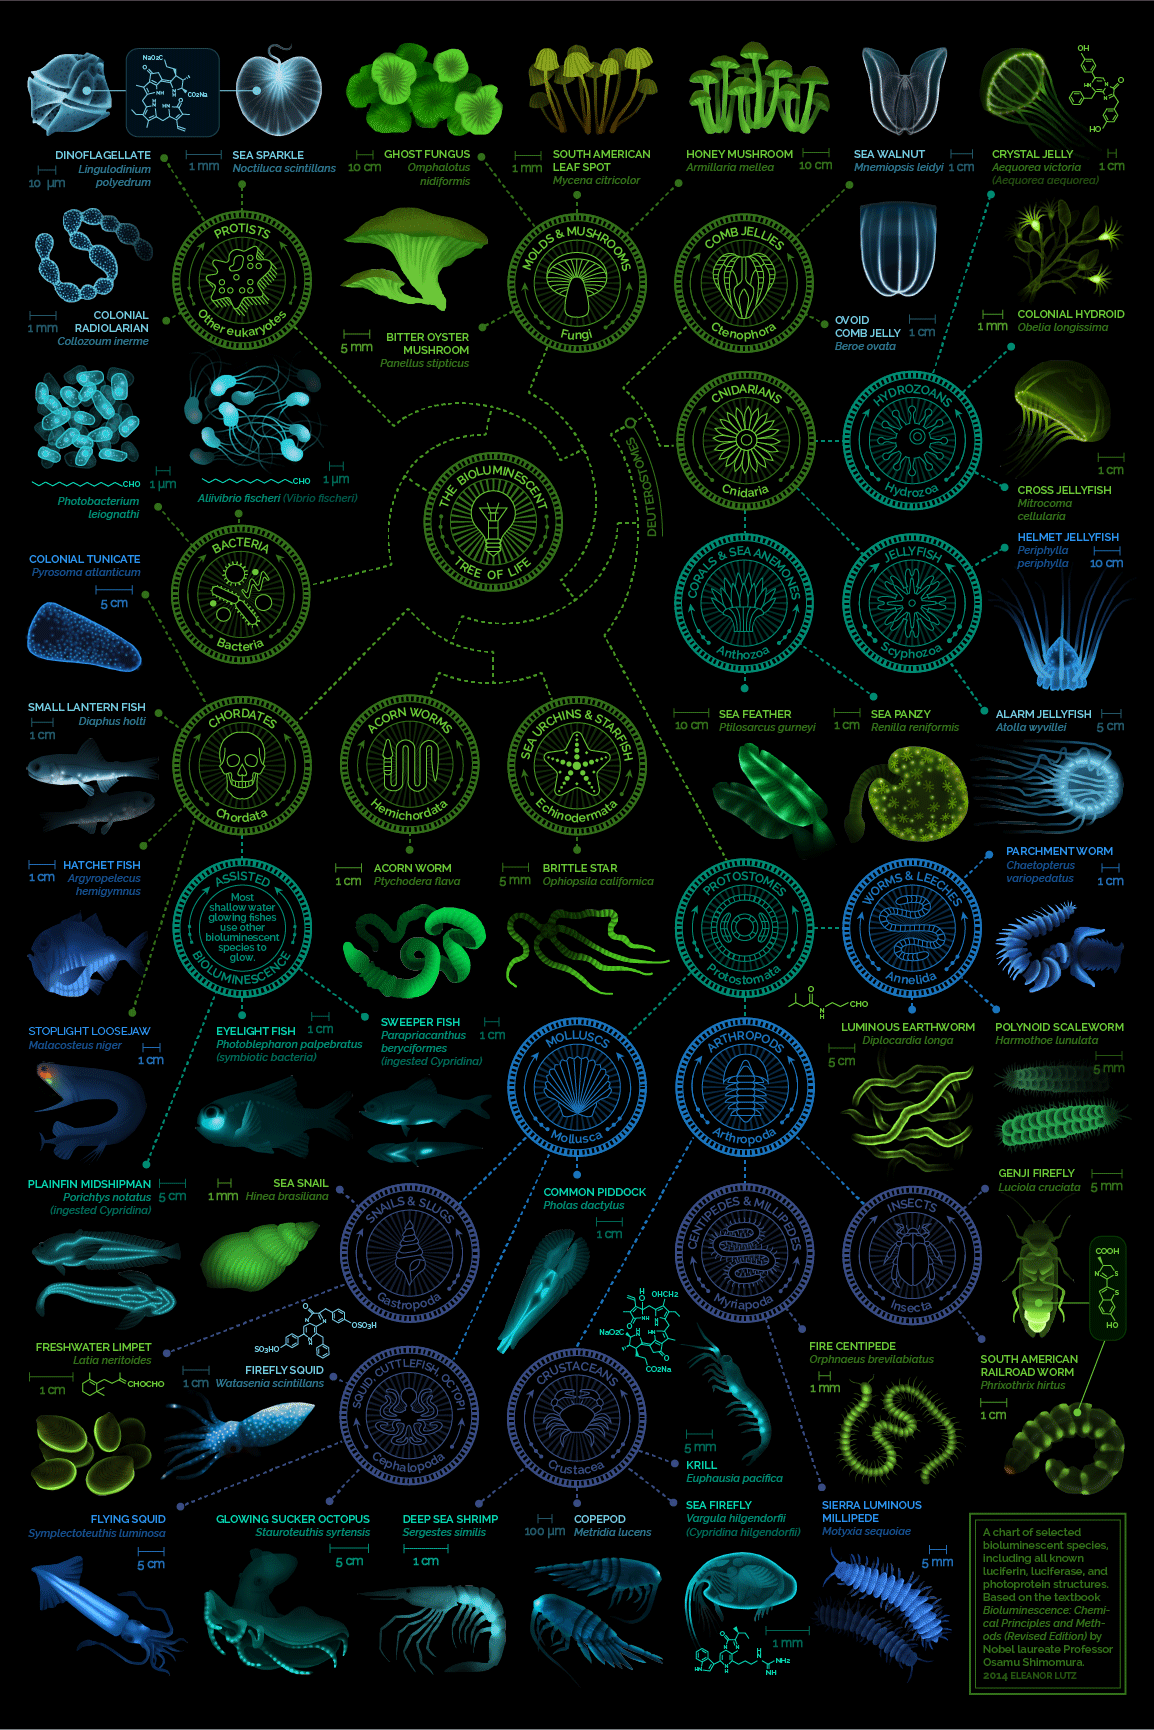 NaO2C
NH
N
CO2Na
NH
HN
O
OH
HN
N
O
N
HO
DINOFLAGELLATE
Lingulodinium
polyedrum
10 µm
1 mm
SEA SPARKLE
Noctiluca scintillans
10 cm
GHOST FUNGUS
Omphalotus
nidiformis
1 mm
SOUTH AMERICAN
LEAF SPOT
Mycena citricolor
HONEY MUSHROOM
Armillaria mellea
10 cm
SEA WALNUT
Mnemiopsis leidyi
1 cm
CRYSTAL JELLY
Aequorea victoria
(Aequorea aequorea)
1 cm
PROTISTS
Other eukaryotes
MOLDS & MUSHROOMS
Fungi
COMB JELLIES
Ctenophora
1 mm
COLONIAL
RADIOLARIAN
Collozoum inerme
5 mm
BITTER OYSTER
MUSHROOM
Panellus stipticus
OVOID
COMB JELLY
Beroe ovata
1 cm
1 mm
COLONIAL HYDROID
Obelia longissima
CNIDARIANS
Cnidaria
HYDROZOANS
Hydrozoa
DEUTEROSTOMES
1 cm
CROSS JELLYFISH
Mitrocoma
cellularia
CHO
1 µm
Photobacterium
leiognathi
CHO
1 µm
Aliivibrio fischeri (Vibrio fischeri)
THE BIOLUMINESCENT
TREE OF LIFE
BACTERIA
Bacteria
CORALS & SEA ANEMONES
Anthozoa
JELLYFISH
Scyphozoa
HELMET JELLYFISH
Periphylla
periphylla
10 cm
COLONIAL TUNICATE
Pyrosoma atlanticum
5 cm
SMALL LANTERN FISH
Diaphus holti
1 cm
CHORDATES
Chordata
ACORN WORMS
Hemichordata
SEA URCHINS & STARFISH
Echinodermata
10 cm
SEA FEATHER
Ptilosarcus gurneyi
1 cm
SEA PANZY
Renilla reniformis
ALARM JELLYFISH
Atolla wyvillei
5 cm
1 cm
HATCHET FISH
Argyropelecus
hemigymnus
ASSISTED
Most
shallow water
glowing fishes
use other
bioluminescent
species to
glow.
BIOLUMINESCENCE
1 cm
ACORN WORM
Ptychodera flava
5 mm
BRITTLE STAR
Ophiopsila californica
PROTOSTOMES
Protostomata
WORMS & LEECHES
Annelida
PARCHMENT WORM
Chaetopterus
variopedatus
1 cm
O
N
H
CHO
STOPLIGHT LOOSEJAW
Malacosteus niger
1 cm
EYELIGHT FISH
Photoblepharon palpebratus
(symbiotic bacteria)
1 cm
SWEEPER FISH
Parapriacanthus
beryciformes
(ingested Cypridina)
1 cm
MOLLUSCS
Mollusca
ARTHROPODS
Arthropoda
LUMINOUS EARTHWORM
Diplocardia longa
5 cm
POLYNOID SCALEWORM
Harmothoe lunulata
5 mm
PLAINFIN MIDSHIPMAN
Porichtys notatus
(ingested Cypridina)
5 cm
1 mm
SEA SNAIL
Hinea brasiliana
SNAILS & SLUGS
Gastropoda
COMMON PIDDOCK
Pholas dactylus
1 cm
CENTIPEDES & MILLIPEDES
Myriapoda
INSECTS
Insecta
GENJI FIREFLY
Luciola cruciata
5 mm
COOH
N
S
S
N
HO
FRESHWATER LIMPET
Latia neritoides
1 cm
CHOCHO
O
N
OSO3H
SO3HO
N
H
N
1 cm
FIREFLY SQUID
Watasenia scintillans
SQUID, CUTTLEFISH, OCTOPI
Cephalopoda
CRUSTACEANS
Crustacea
H
O
OHCH2
NH
HN
NaO2C
NH
HN
O
CO2Na
5 mm
KRILL
Euphausia pacifica
FIRE CENTIPEDE
Orphnaeus brevilabiatus
1 mm
SOUTH AMERICAN
RAILROAD WORM
Phrixothrix hirtus
1 cm
FLYING SQUID
Symplectoteuthis luminosa
5 cm
GLOWING SUCKER OCTOPUS
Stauroteuthis syrtensis
5 cm
DEEP SEA SHRIMP
Sergestes similis
1 cm
100 µm
COPEPOD
Metridia lucens
SEA FIREFLY
Vargula hilgendorfii
(Cypridina hilgendorfii)
1 mm
SIERRA LUMINOUS
MILLIPEDE
Motyxia sequoiae
5 mm
O
N
N
N
H
N
H
H
N
NH2
NH
A chart of selected
bioluminescent species,
including all known
luciferin, luciferase, and
photoprotein structures.
Based on the textbook
Bioluminescence: Chemi-
cal Principles and Meth-
ods (Revised Edition) by
Nobel laureate Professor
Osamu Shimomura.
2014 ELEANOR LUTZ